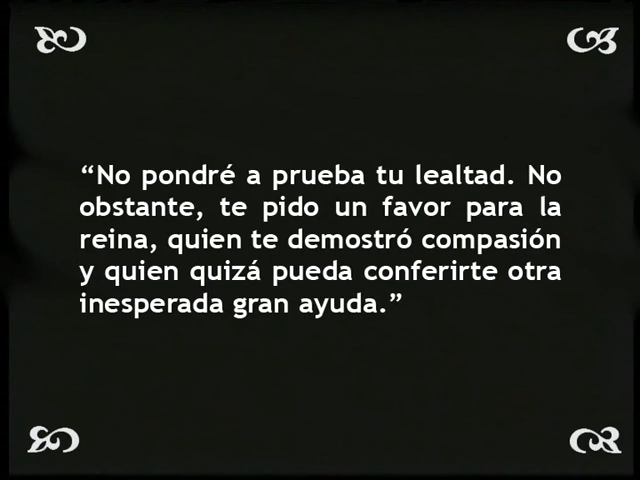 “No pondré a prueba tu lealtad. No
obstante, te pido un favor para la
reina, quien te demostró compasión
y quien quizá pueda conferirte otra
inesperada gran ayuda.”